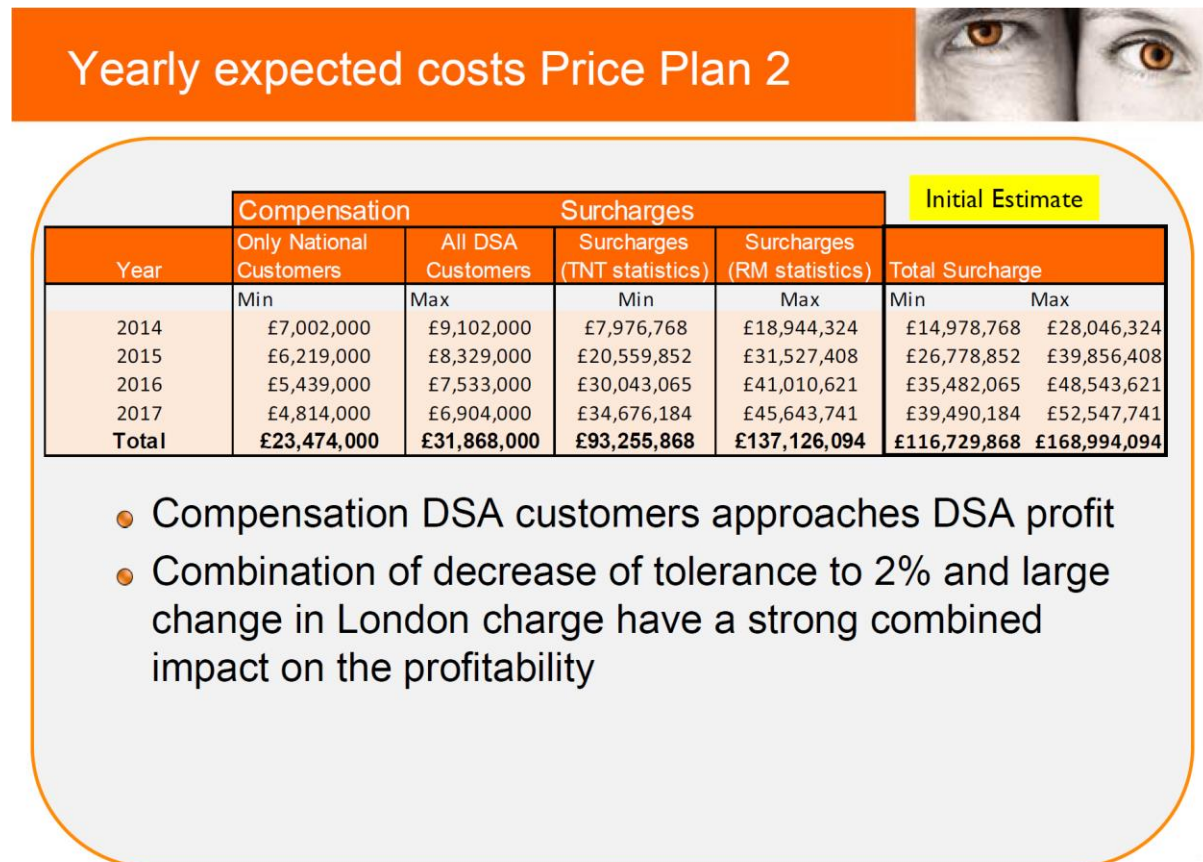 Yearly expected costs Price Plan 2
Initial Estimate
Compensation Surcharges
Only National All DSA Surcharges Surcharges
Year Customers Customers (TNT statistics) (RM statistics) Total Surcharge
Min Max Min Max Min Max
2014 £7,002,000 £9,102,000 £7,976,768 £18,944,324 £14,978,768 £28,046,324
2015 £6,219,000 £8,329,000 £20,559,852 £31,527,408 £26,778,852 £39,856,408
2016 £5,439,000 £7,533,000 £30,043,065 £41,010,621 £35,482,065 £48,543,621
2017 £4,814,000 £6,904,000 £34,676,184 £45,643,741 £39,490,184 £52,547,741
Total £23,474,000 £31,868,000 £93,255,868 £137,126,094 £116,729,868 £168,994,094
Compensation DSA customers approaches DSA profit
Combination of decrease of tolerance to 2% and large
change in London charge have a strong combined
impact on the profitability